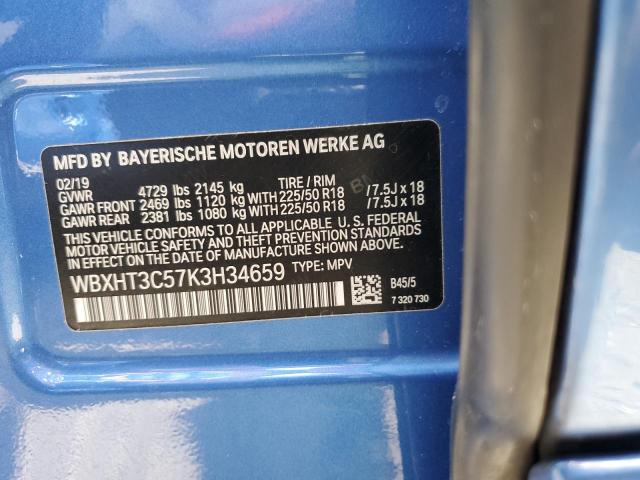 MFD BY BAYERISCHE MOTOREN WERKE AG
02/19
GVWR 4729 lbs 2145 kg TIRE / RIM
GAWR FRONT 2469 lbs 1120 kg WITH 225/50 R18 /7.5J x 18
GAWR REAR 2381 lbs 1080 kg WITH 225/50 R18 /7.5J x 18
THIS VEHICLE CONFORMS TO ALL APPLICABLE U. S. FEDERAL
MOTOR VEHICLE SAFETY, BUMPER, AND THEFT PREVENTION
STANDARDS IN EFFECT ON THE DATE OF MANUFACTURE SHOWN ABOVE.
WBXHT3C57K3H34659 TYPE: MPV
B45/5
7 320 730